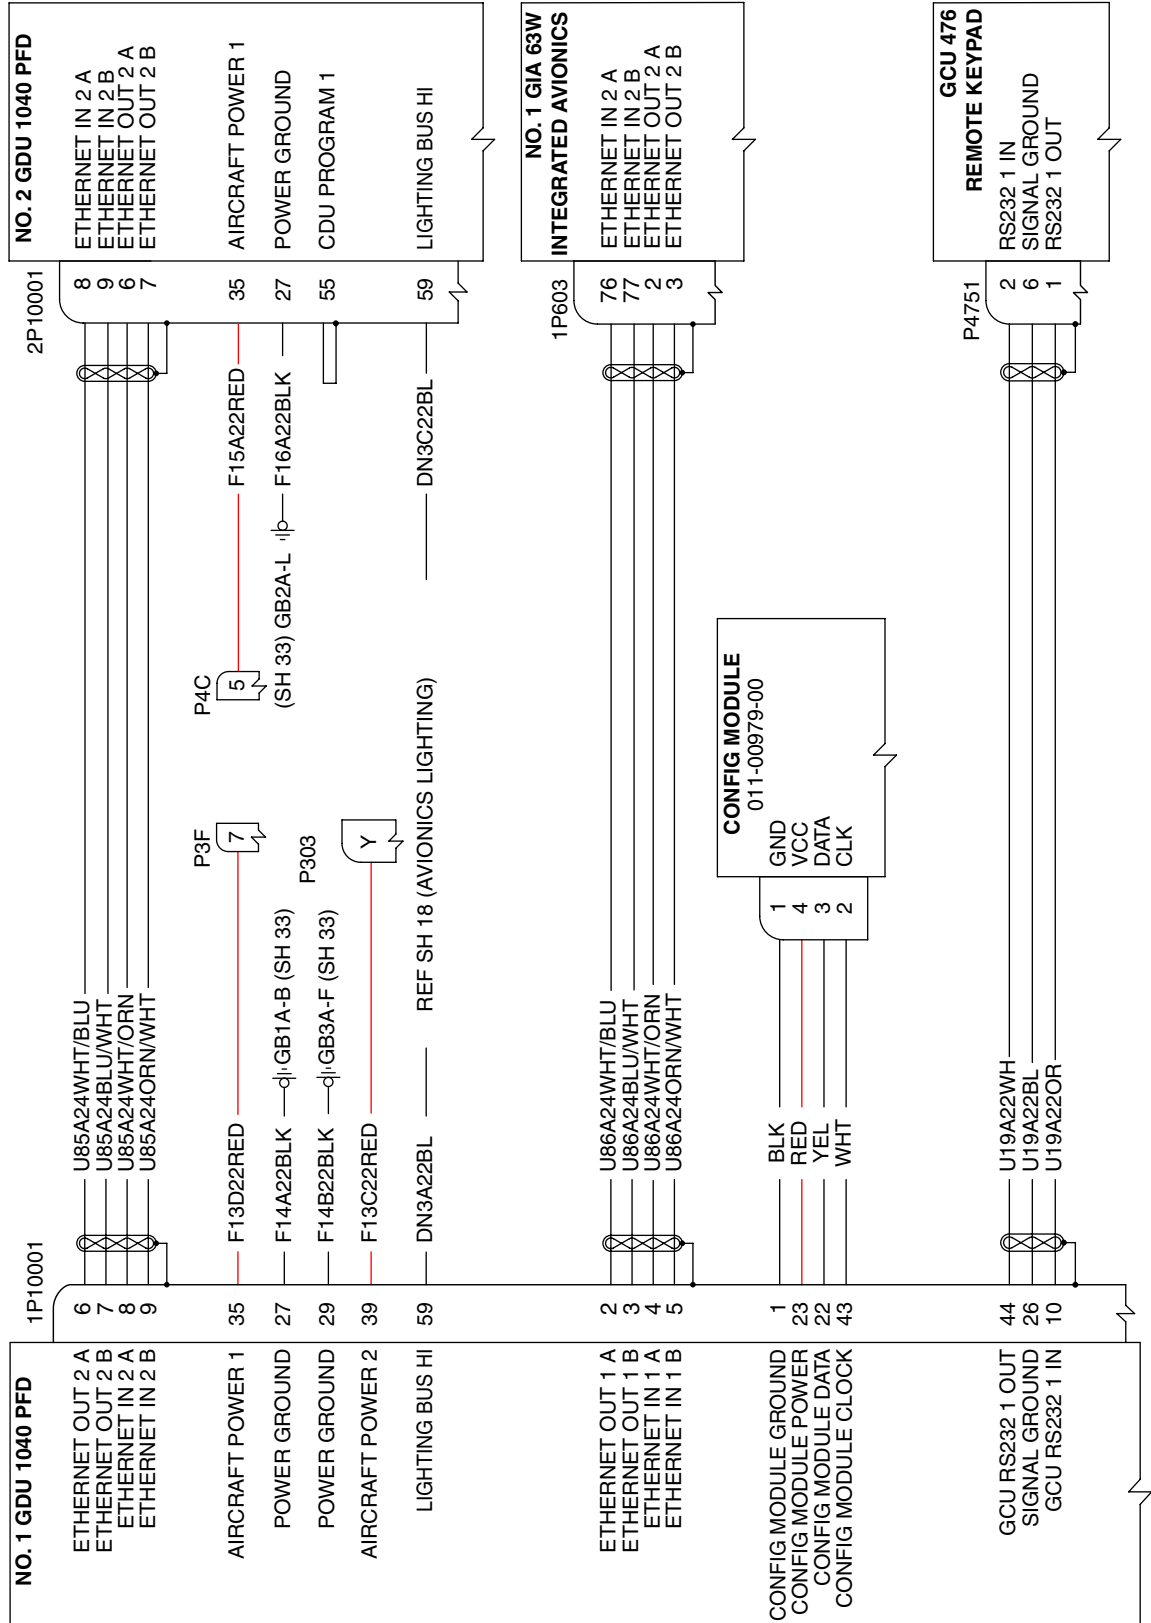 NO. 1 GDU 1040 PFD
1P10001
ETHERNET OUT 2 A
ETHERNET OUT 2 B
ETHERNET IN 2 A
ETHERNET IN 2 B
6
7
8
9
U85A24WHT/BLU
U85A24BLU/WHT
U85A24WHT/ORN
U85A24ORN/WHT
2P10001
NO. 2 GDU 1040 PFD
8
9
6
7
ETHERNET IN 2 A
ETHERNET IN 2 B
ETHERNET OUT 2 A
ETHERNET OUT 2 B
AIRCRAFT POWER 1
35
F13D22RED
P3F
7
P4C
5
F15A22RED
35
AIRCRAFT POWER 1
POWER GROUND
27
F14A22BLK
GB1A-B (SH 33)
(SH 33) GB2A-L
F16A22BLK
27
POWER GROUND
POWER GROUND
29
F14B22BLK
GB3A-F (SH 33)
P303
55
CDU PROGRAM 1
AIRCRAFT POWER 2
39
F13C22RED
Y
LIGHTING BUS HI
59
DN3A22BL
REF SH 18 (AVIONICS LIGHTING)
DN3C22BL
59
LIGHTING BUS HI
ETHERNET OUT 1 A
ETHERNET OUT 1 B
ETHERNET IN 1 A
ETHERNET IN 1 B
2
3
4
5
U86A24WHT/BLU
U86A24BLU/WHT
U86A24WHT/ORN
U86A24ORN/WHT
1P603
NO. 1 GIA 63W
INTEGRATED AVIONICS
76
77
2
3
ETHERNET IN 2 A
ETHERNET IN 2 B
ETHERNET OUT 2 A
ETHERNET OUT 2 B
CONFIG MODULE GROUND
CONFIG MODULE POWER
CONFIG MODULE DATA
CONFIG MODULE CLOCK
1
23
22
43
BLK
RED
YEL
WHT
1
4
3
2
GND
VCC
DATA
CLK
CONFIG MODULE
011-00979-00
GCU RS232 1 OUT
SIGNAL GROUND
GCU RS232 1 IN
44
26
10
U19A22WH
U19A22BL
U19A22OR
P4751
GCU 476
REMOTE KEYPAD
2
6
1
RS232 1 IN
SIGNAL GROUND
RS232 1 OUT